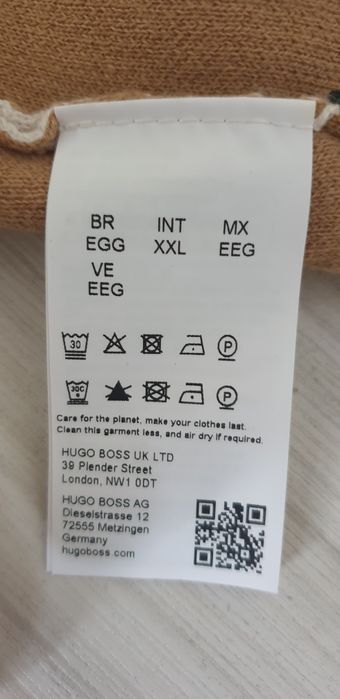 BR INT MX
EGG XXL EEG
VE
EEG
30 P
30C P
Care for the planet, make your clothes last.
Clean this garment less, and air dry if required.
HUGO BOSS UK LTD
39 Plender Street
London, NW1 0DT
HUGO BOSS AG
Dieselstrasse 12
72555 Metzingen
Germany
hugoboss.com